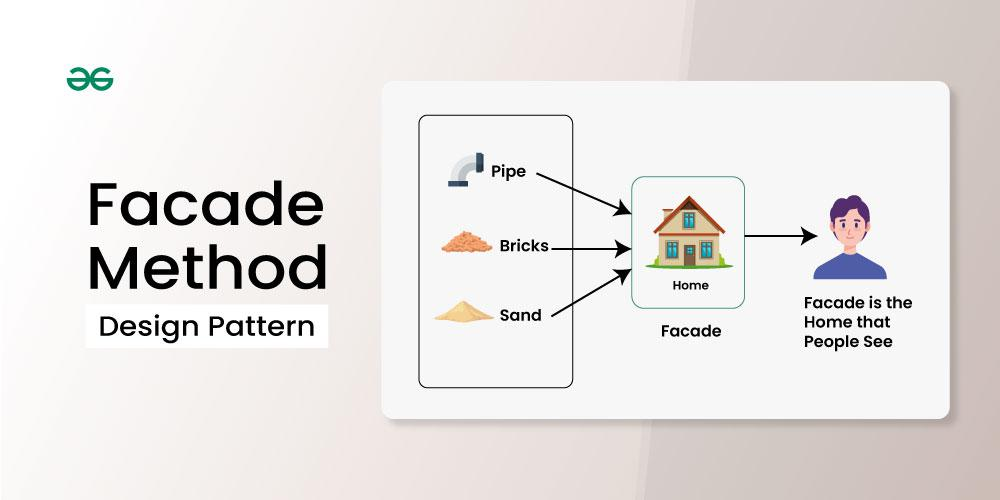 Facade
Method
Design Pattern
Pipe
Bricks
Sand
Home
Facade
Facade is the
Home that
People See